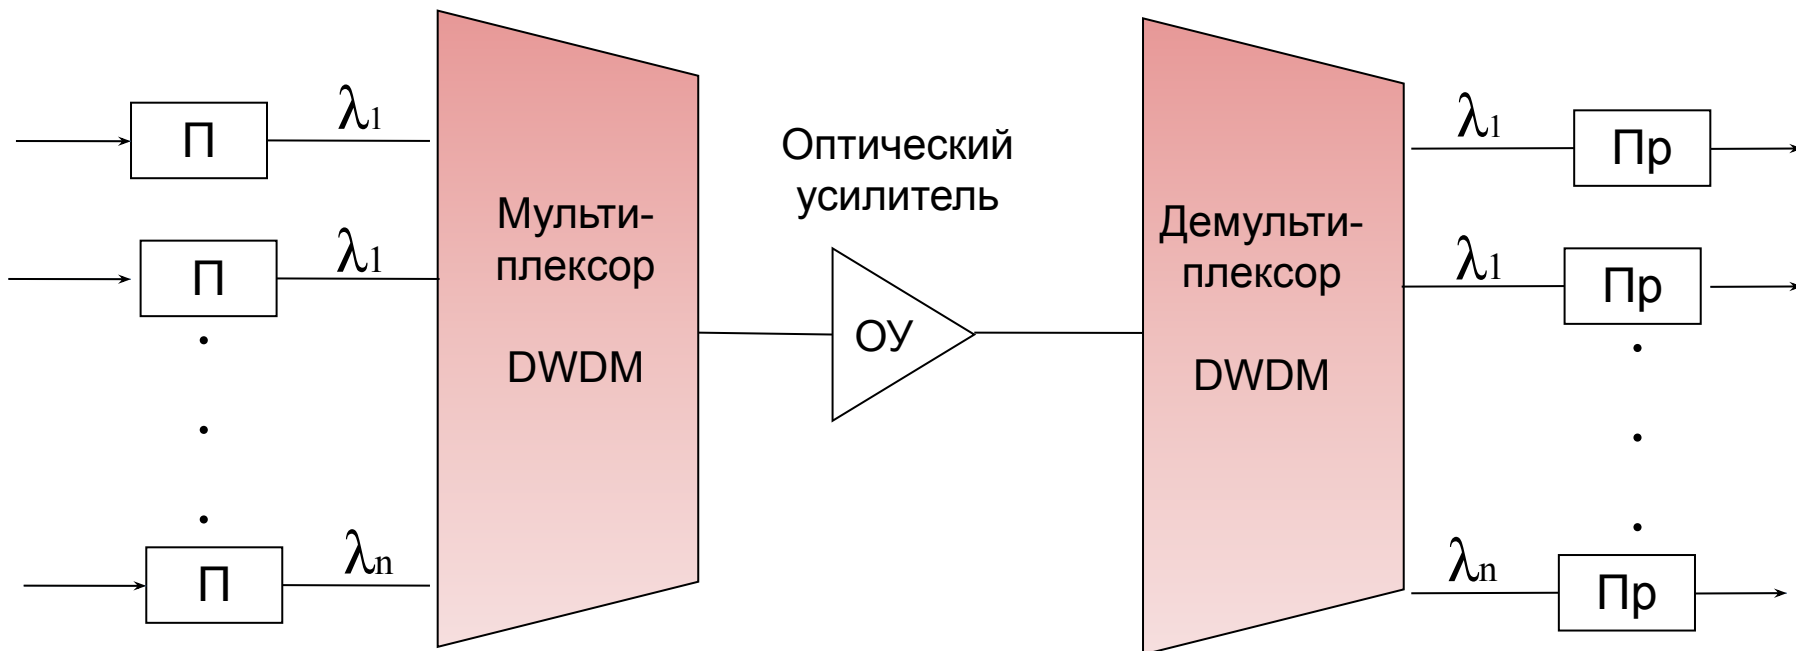 λ1
П
λ1
П
λn
П
Мульти-
плексор
DWDM
Оптический
усилитель
ОУ
Демульти-
плексор
DWDM
λ1
Пр
λ1
Пр
λn
Пр